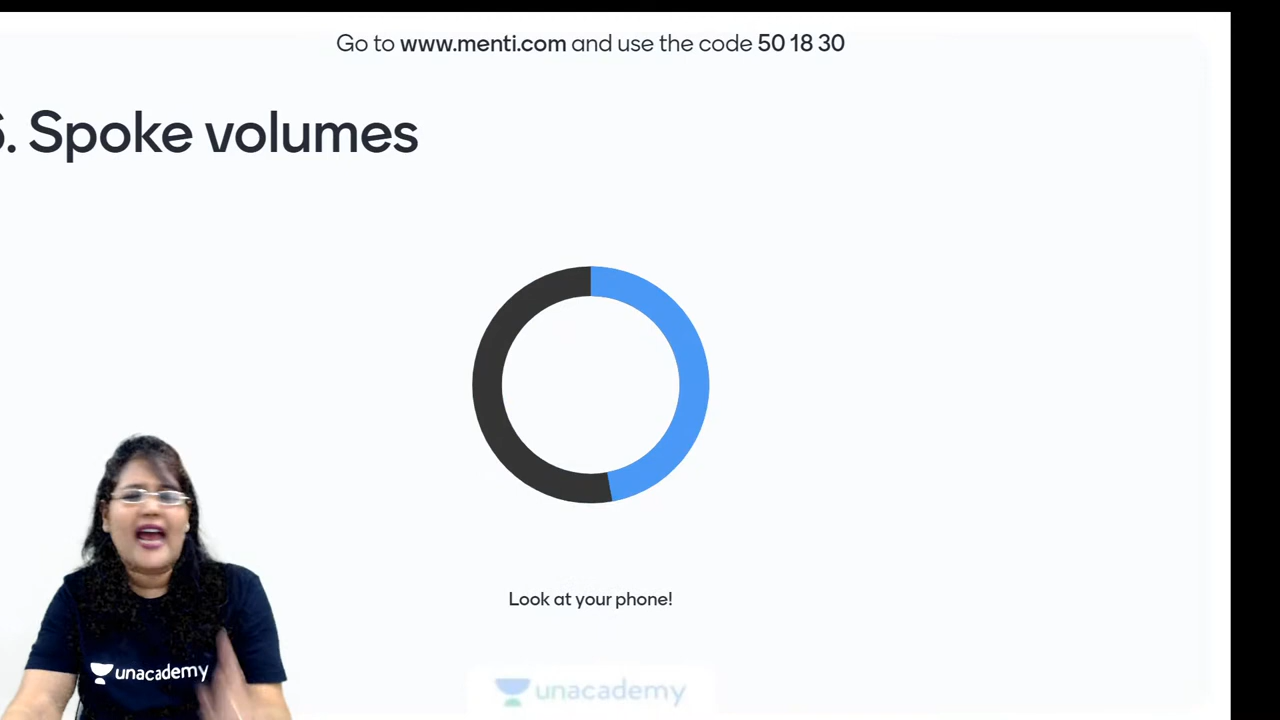 Go to www.menti.com and use the code 50 18 30
. Spoke volumes
Look at your phone!
unacademy
unacademy